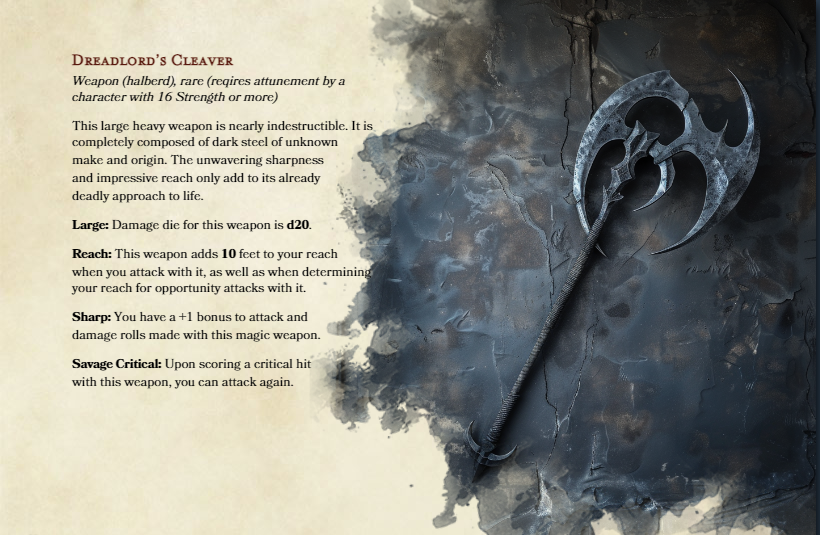 Dreadlord's Cleaver
Weapon (halberd), rare (reqires attunement by a
character with 16 Strength or more)
This large heavy weapon is nearly indestructible. It is
completely composed of dark steel of unknown
make and origin. The unwavering sharpness
and impressive reach only add to its already
deadly approach to life.
Large: Damage die for this weapon is d20.
Reach: This weapon adds 10 feet to your reach
when you attack with it, as well as when determining
your reach for opportunity attacks with it.
Sharp: You have a +1 bonus to attack and
damage rolls made with this magic weapon.
Savage Critical: Upon scoring a critical hit
with this weapon, you can attack again.